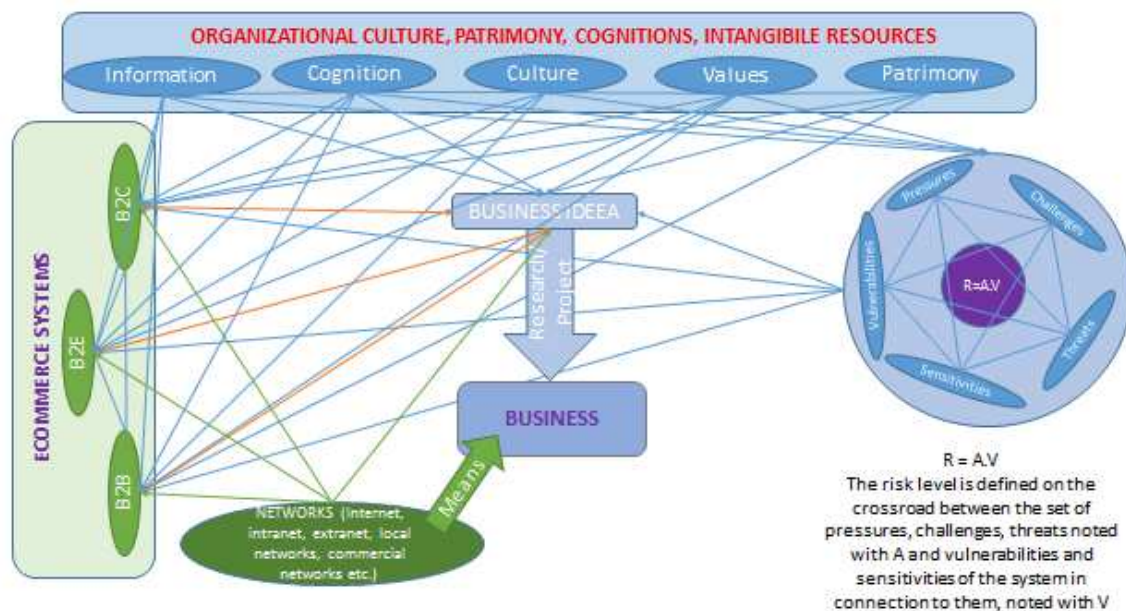 ORGANIZATIONAL CULTURE, PATRIMONY, COGNITIONS, INTANGIBILE RESOURCES
Information
Cognition
Culture
Values
Patrimony
ECOMMERCE SYSTEMS
B2C
B2E
B2B
BUSINESS IDEEA
Research
Project
BUSINESS
Means
NETWORKS (Internet,
intranet, extranet, local
networks, commercial
networks etc.)
Pressures
Challenges
Vulnerabilities
R=A.V
Threats
Sensitivities
R = A.V
The risk level is defined on the
crossroad between the set of
pressures, challenges, threats noted
with A and vulnerabilities and
sensitivities of the system in
connection to them, noted with V